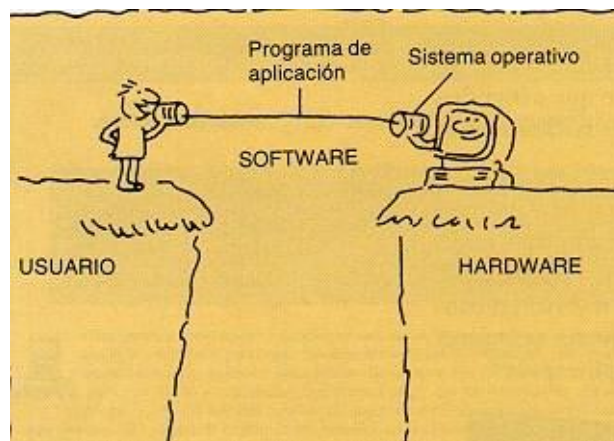 Programa de
aplicación
Sistema operativo
SOFTWARE
USUARIO
HARDWARE